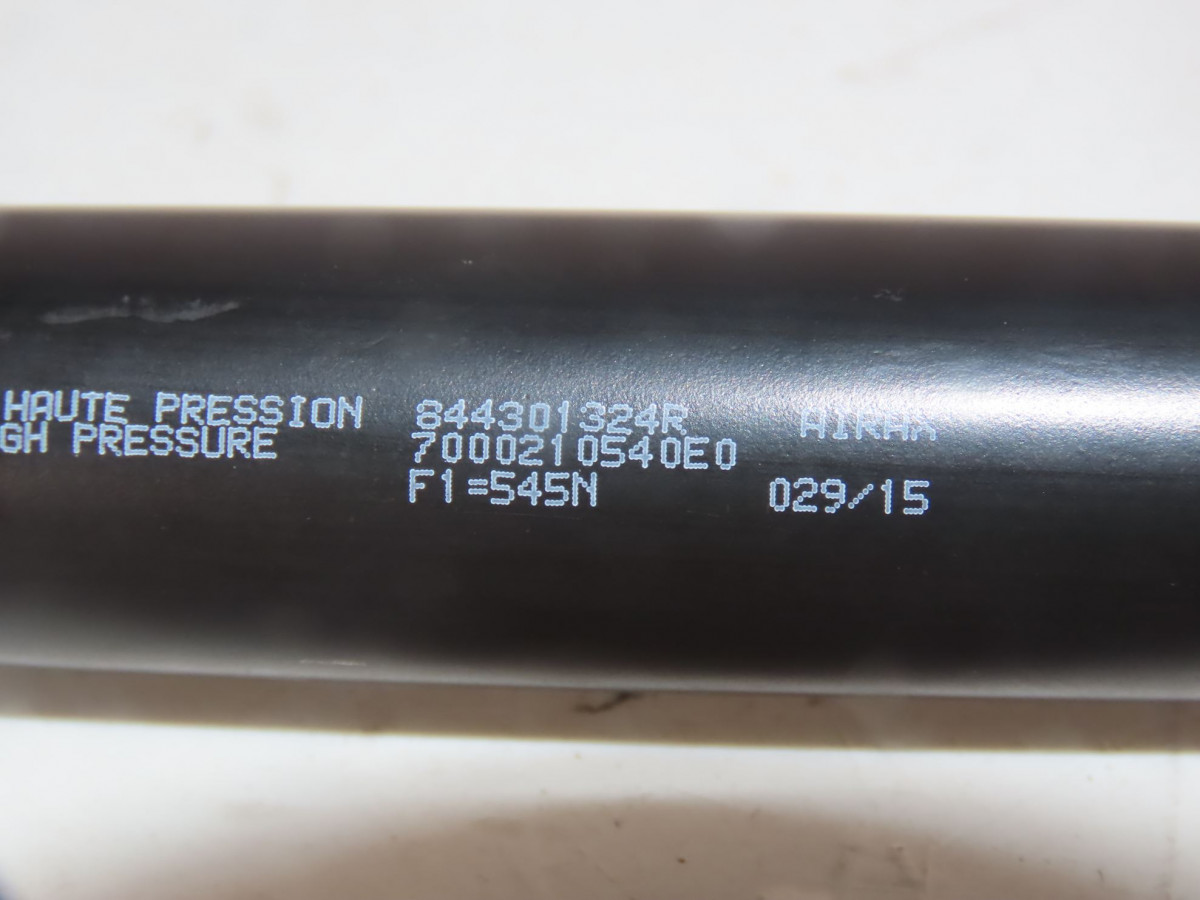 HAUTE PRESSION 844301324R AIRAX
GH PRESSURE 7000210540E0
F1=545N 029/15